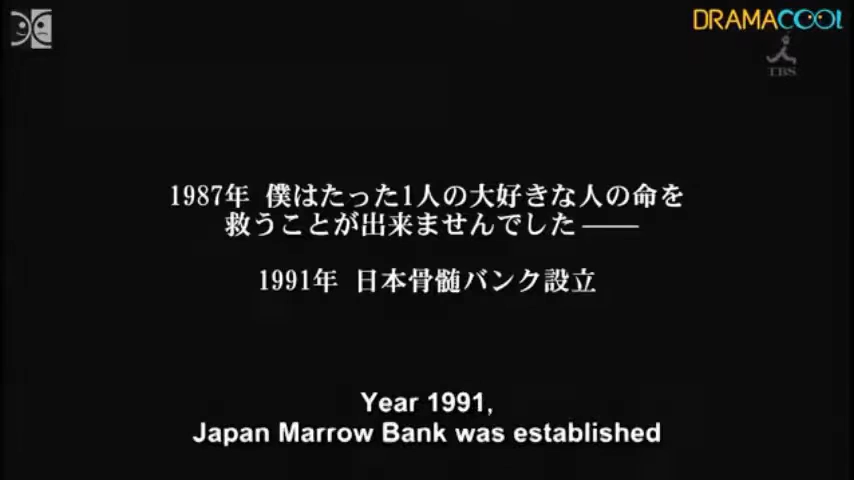 DRAMACOOL
TBS
1987年 僕はたった1人の大好きな人の命を
救うことが出来ませんでした――
1991年 日本骨髄バンク設立
Year 1991,
Japan Marrow Bank was established